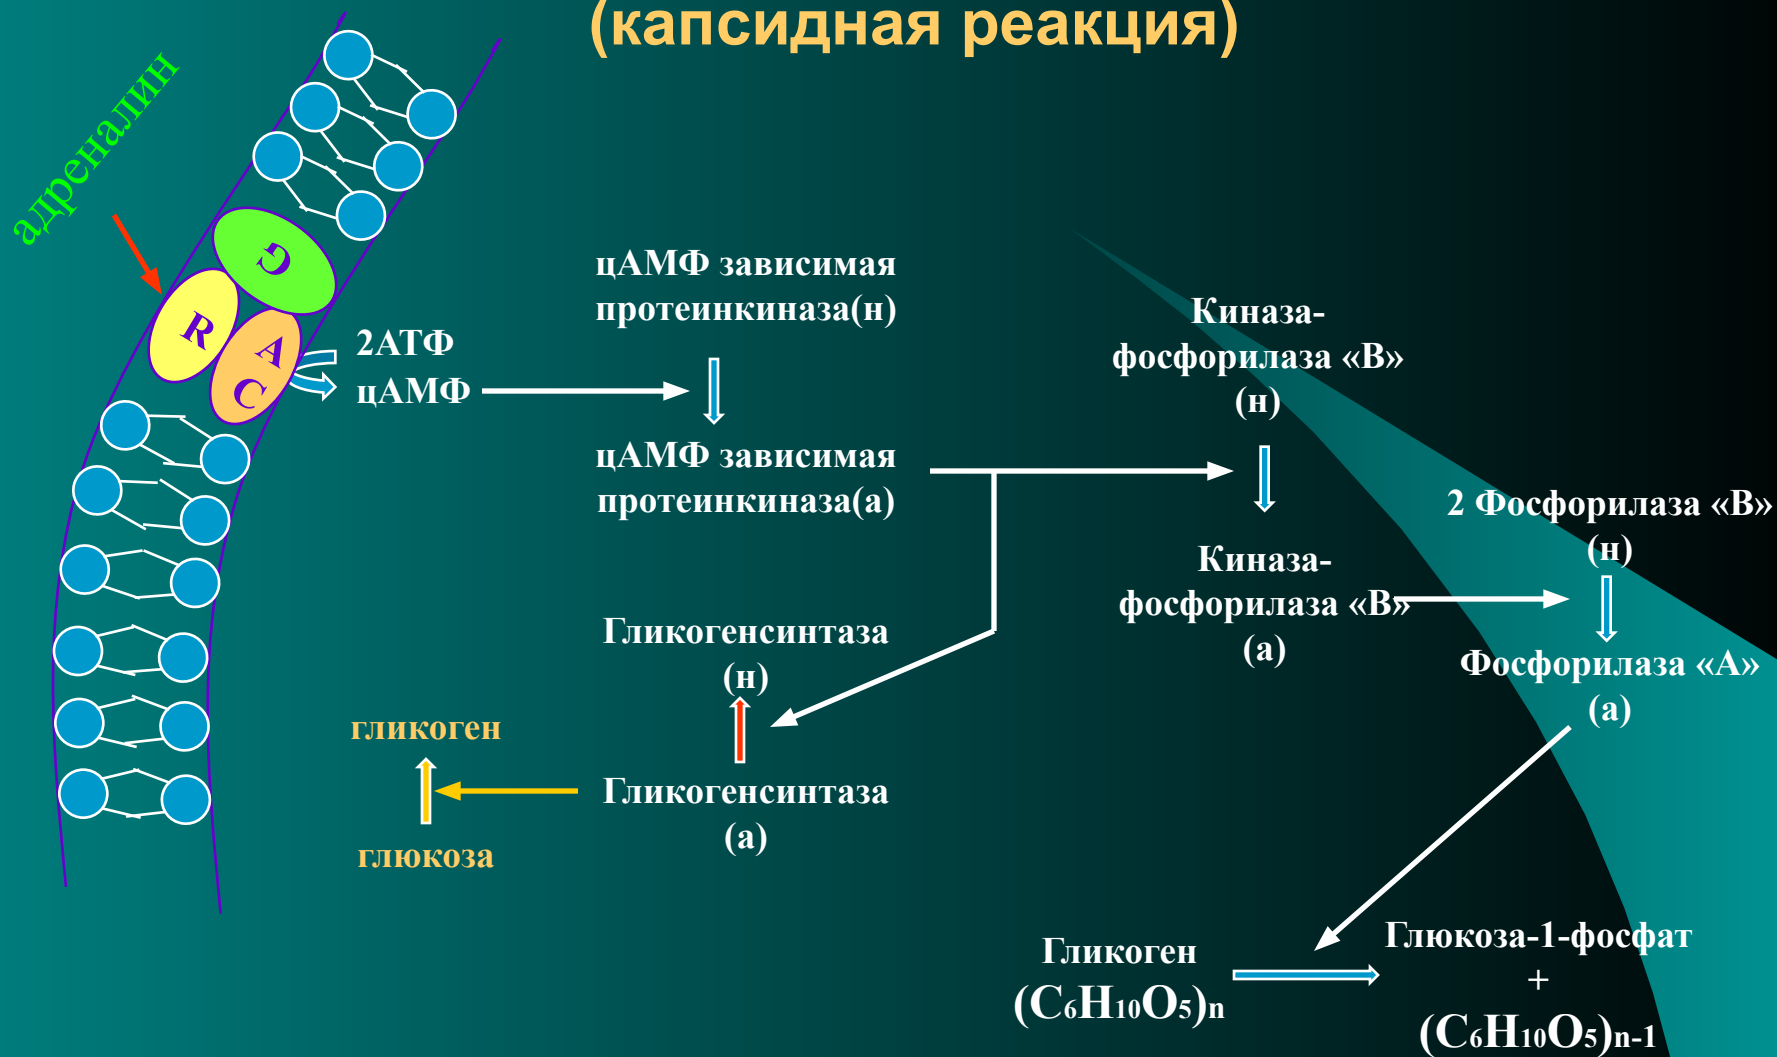 (капсидная реакция)
адреналин
Э
R
А
С
2АТФ
цАМФ
цАМФ зависимая
протеинкиназа(н)
цАМФ зависимая
протеинкиназа(а)
Киназа-
фосфорилаза «В»
(н)
Киназа-
фосфорилаза «В»
(а)
2 Фосфорилаза «В»
(н)
Фосфорилаза «А»
(а)
Гликогенсинтаза
(н)
Гликогенсинтаза
(а)
гликоген
глюкоза
Гликоген
(C₆H₁₀O₅)n
Глюкоза-1-фосфат
+
(C₆H₁₀O₅)n-1